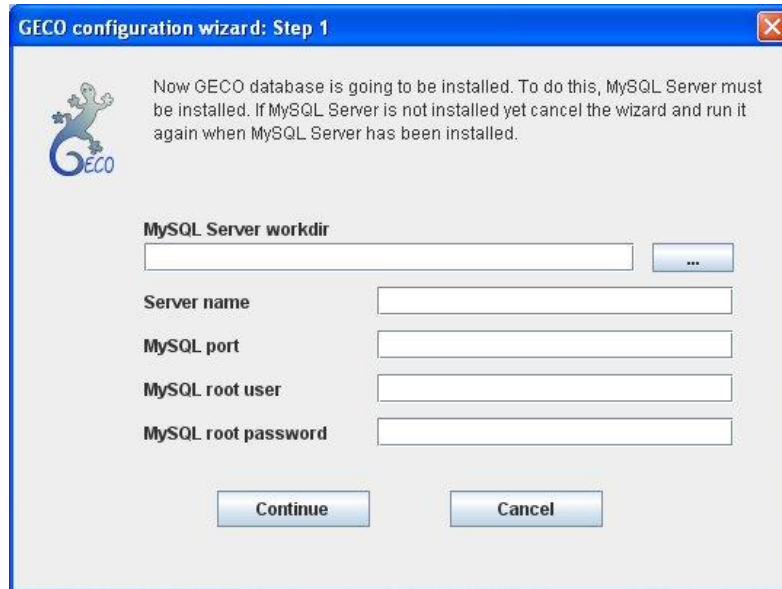 GECO configuration wizard: Step 1
Now GECO database is going to be installed. To do this, MySQL Server must
be installed. If MySQL Server is not installed yet cancel the wizard and run it
again when MySQL Server has been installed.
GECO
MySQL Server workdir
...
Server name
MySQL port
MySQL root user
MySQL root password
Continue
Cancel